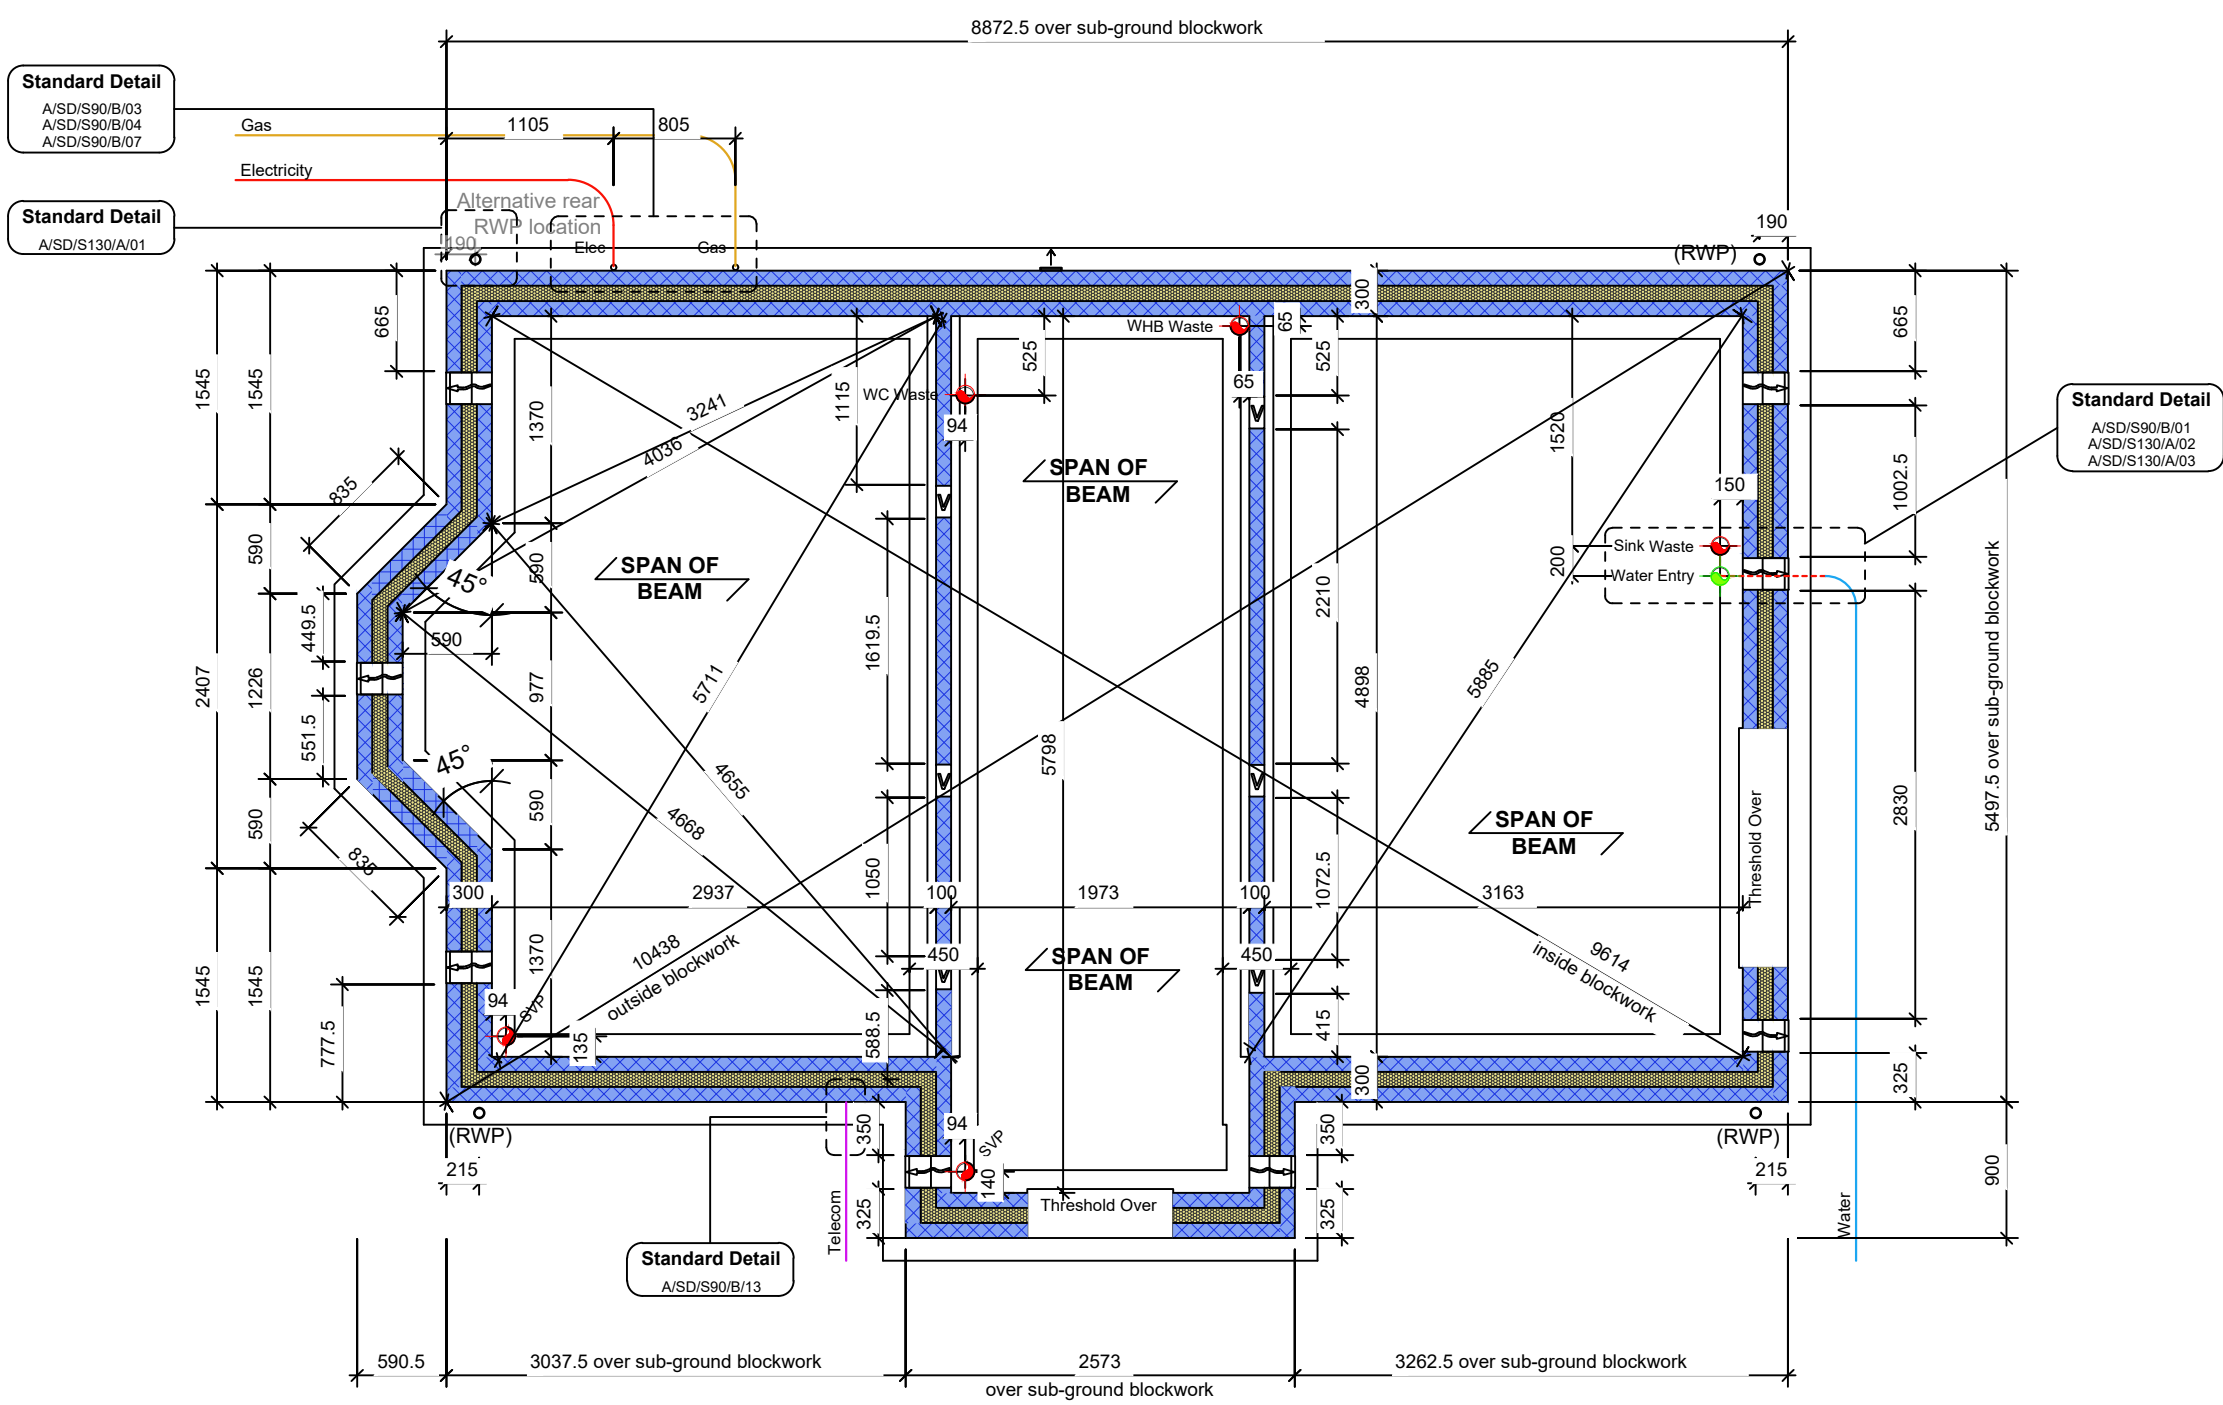 8872.5 over sub-ground blockwork
Standard Detail
A/SD/S90/B/03
A/SD/S90/B/04
A/SD/S90/B/07
Gas
1105
805
Electricity
Standard Detail
A/SD/S130/A/01
Alternative rear
RWP location
190
Elec
Gas
190
(RWP)
300
665
1545
1545
1370
3241
4036
1115
WC Waste
94
525
WHB Waste
65
65
525
1520
150
665
1002.5
Standard Detail
A/SD/S90/B/01
A/SD/S130/A/02
A/SD/S130/A/03
835
590
45°
590
590
SPAN OF
BEAM
SPAN OF
BEAM
V
V
Sink Waste
200
Water Entry
2407
1226
449.5
551.5
977
5711
1619.5
2210
4898
5885
5497.5 over sub-ground blockwork
45°
590
835
590
4655
4668
5798
V
V
SPAN OF
BEAM
Threshold Over
2830
300
2937
1050
100
1973
100
1072.5
3163
1545
1545
777.5
1370
94
SVP
135
10438
outside blockwork
588.5
450
V
SPAN OF
BEAM
450
V
415
9614
inside blockwork
300
325
(RWP)
215
350
94
SVP
140
350
(RWP)
215
900
Telecom
325
Threshold Over
325
Water
Standard Detail
A/SD/S90/B/13
590.5
3037.5 over sub-ground blockwork
2573
over sub-ground blockwork
3262.5 over sub-ground blockwork